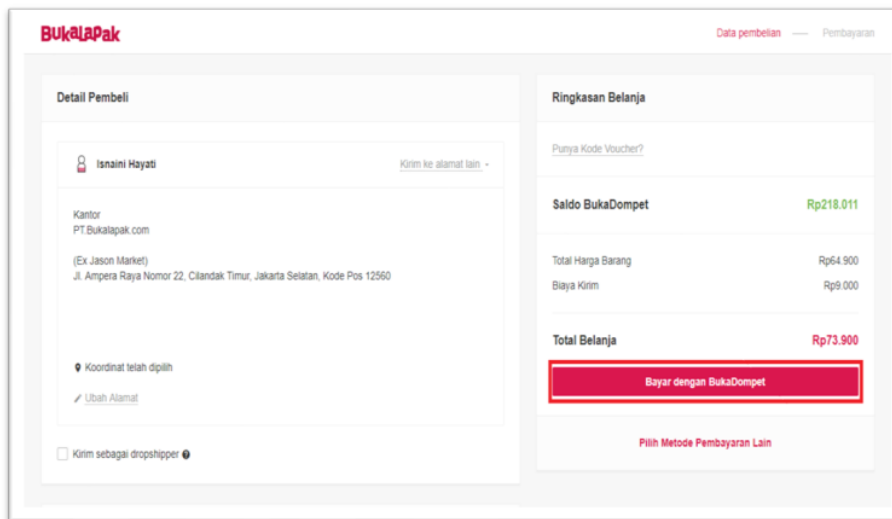 BukaLapak
Data pembelian — Pembayaran
Detail Pembeli
Isnaini Hayati
Kirim ke alamat lain
Kantor
PT.Bukalapak.com
(Ex Jason Market)
Jl. Ampera Raya Nomor 22, Cilandak Timur, Jakarta Selatan, Kode Pos 12560
Koordinat telah dipilih
Ubah Alamat
Kirim sebagai dropshipper
Ringkasan Belanja
Punya Kode Voucher?
Saldo BukaDompet Rp218.011
Total Harga Barang Rp64.900
Biaya Kirim Rp9.000
Total Belanja Rp73.900
Bayar dengan BukaDompet
Pilih Metode Pembayaran Lain